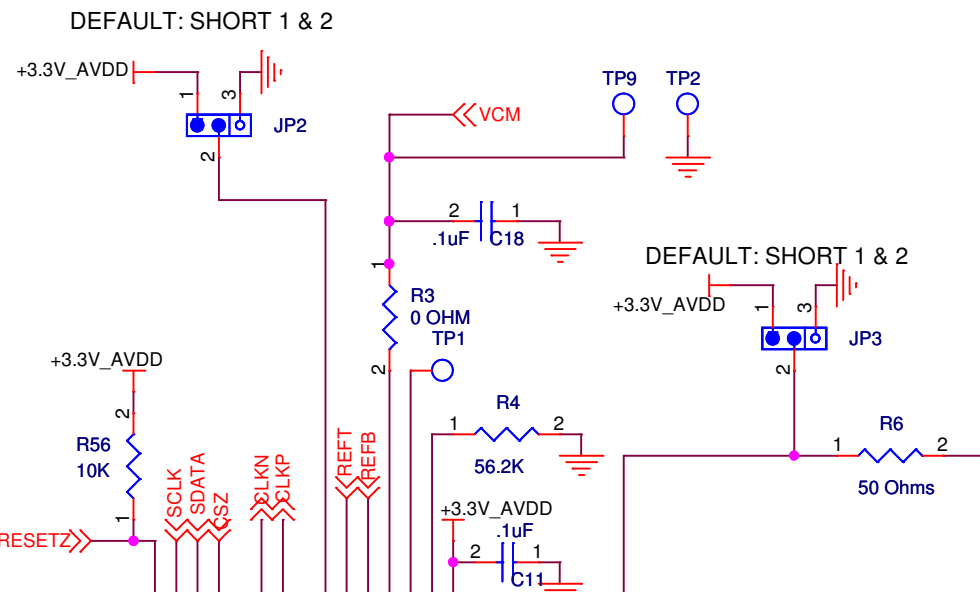 DEFAULT: SHORT 1 & 2
+3.3V_AVDD
1
3
JP2
2
VCM
TP9
TP2
2
1
.1uF
C18
1
R3
0 OHM
TP1
2
DEFAULT: SHORT 1 & 2
+3.3V_AVDD
1
3
JP3
2
+3.3V_AVDD
2
R56
10K
1
RESETZ
SCLK
SDATA
CSZ
CLKN
CLKP
REFT
REFB
R4
1
2
56.2K
+3.3V_AVDD
.1uF
2
1
C11
R6
1
2
50 Ohms